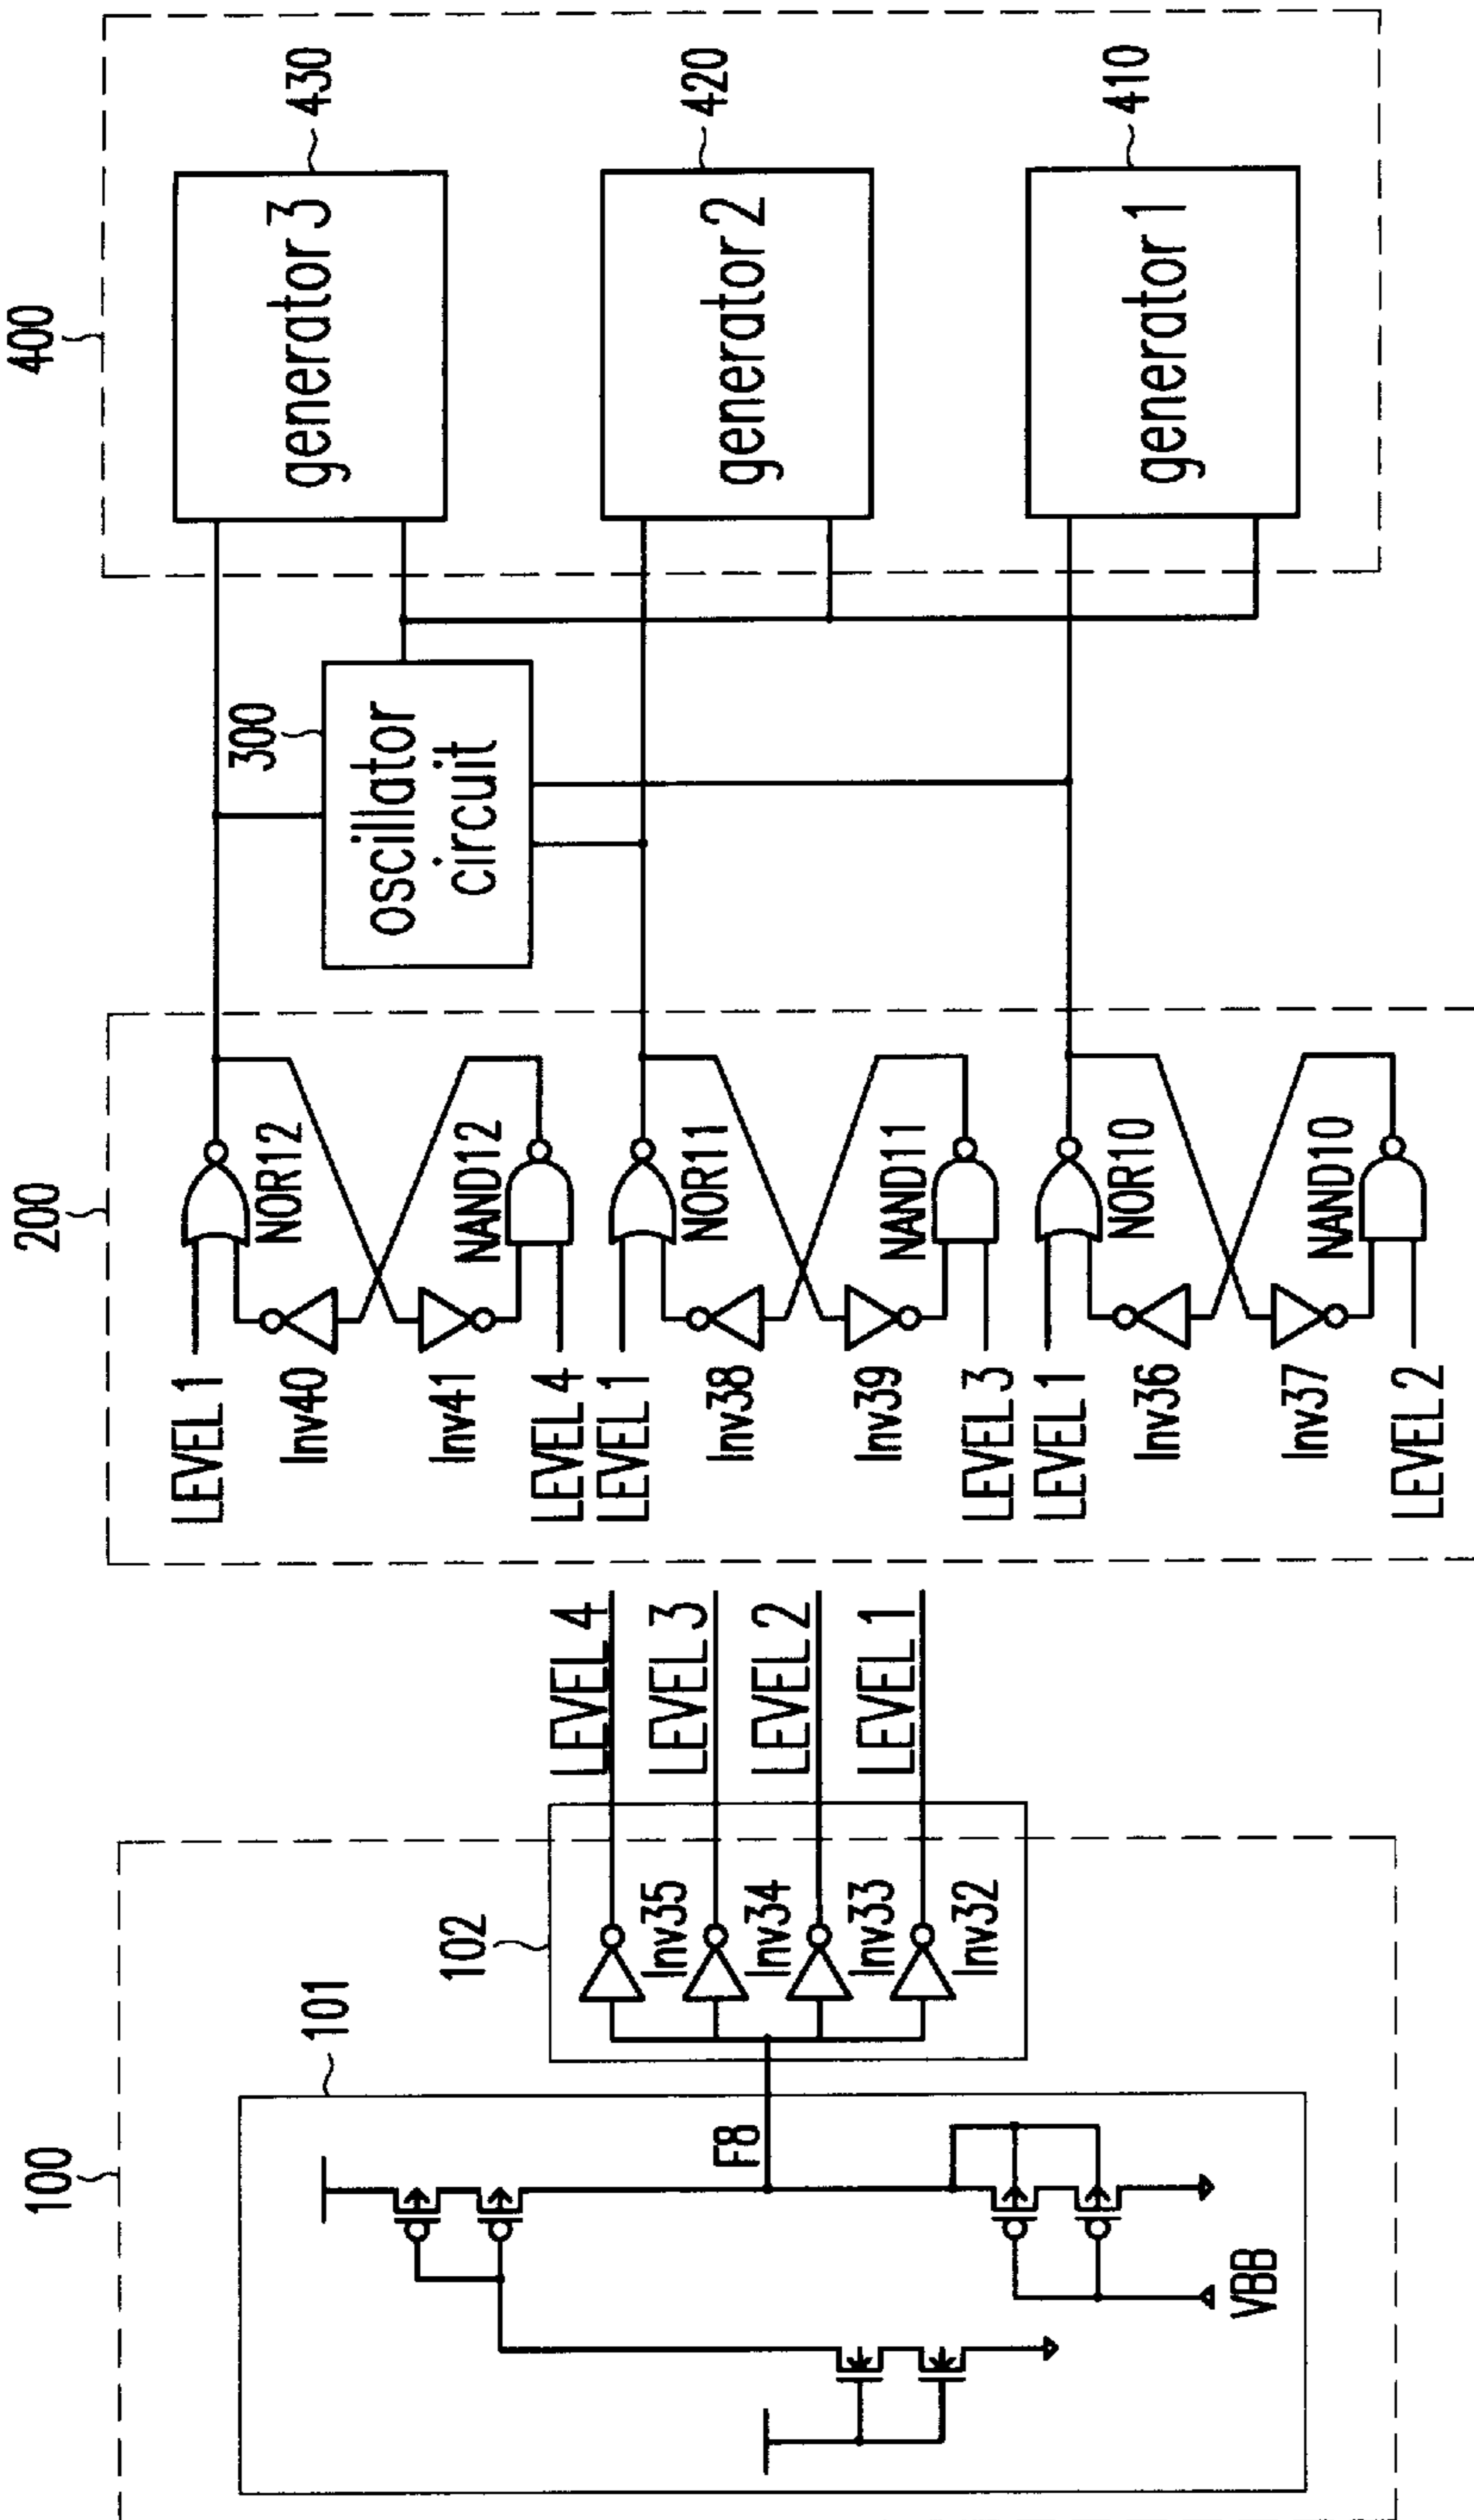 100
101
102
F8
VBB
Inv35
Inv34
Inv33
Inv32
LEVEL 4
LEVEL 3
LEVEL 2
LEVEL 1
200
LEVEL 1
Inv40
NOR12
Inv41
NAND12
LEVEL 4
LEVEL 1
Inv38
NOR11
Inv39
NAND11
LEVEL 3
LEVEL 1
Inv36
NOR10
Inv37
NAND10
LEVEL 2
300
oscillator
circuit
400
generator 3
430
generator 2
420
generator 1
410